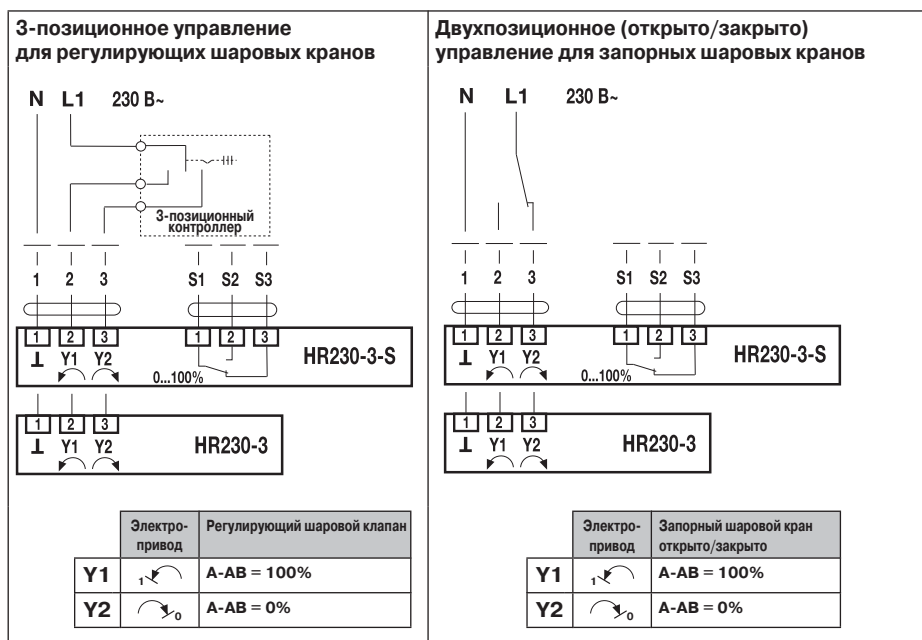 3-позиционное управление
для регулирующих шаровых кранов
N L1 230 В~
3-позиционный
контроллер
1 2 3 S1 S2 S3
1 2 3 1 2 3
⊥ Y1 Y2
0...100%
HR230-3-S
1 2 3
⊥ Y1 Y2
HR230-3
Электро-
привод
Регулирующий шаровой клапан
Y1 1 A-AB = 100%
Y2 0 A-AB = 0%
Двухпозиционное (открыто/закрыто)
управление для запорных шаровых кранов
N L1 230 В~
1 2 3 S1 S2 S3
1 2 3 1 2 3
⊥ Y1 Y2
0...100%
HR230-3-S
1 2 3
⊥ Y1 Y2
HR230-3
Электро-
привод
Запорный шаровой кран
открыто/закрыто
Y1 1 A-AB = 100%
Y2 0 A-AB = 0%